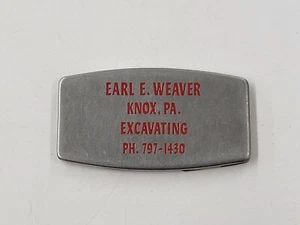 EARL E. WEAVER
KNOX, PA.
EXCAVATING
PH. 797-1430